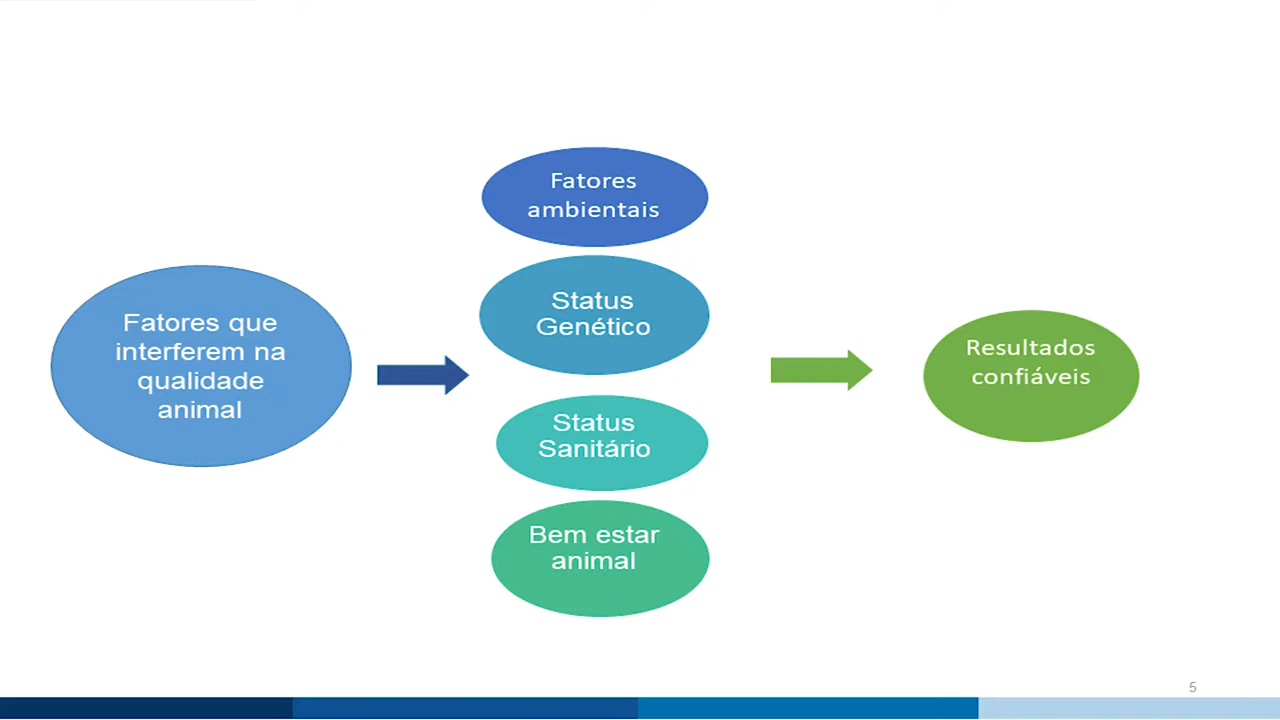 Fatores que
interferem na
qualidade
animal
Fatores
ambientais
Status
Genético
Status
Sanitário
Bem estar
animal
Resultados
confiáveis
5